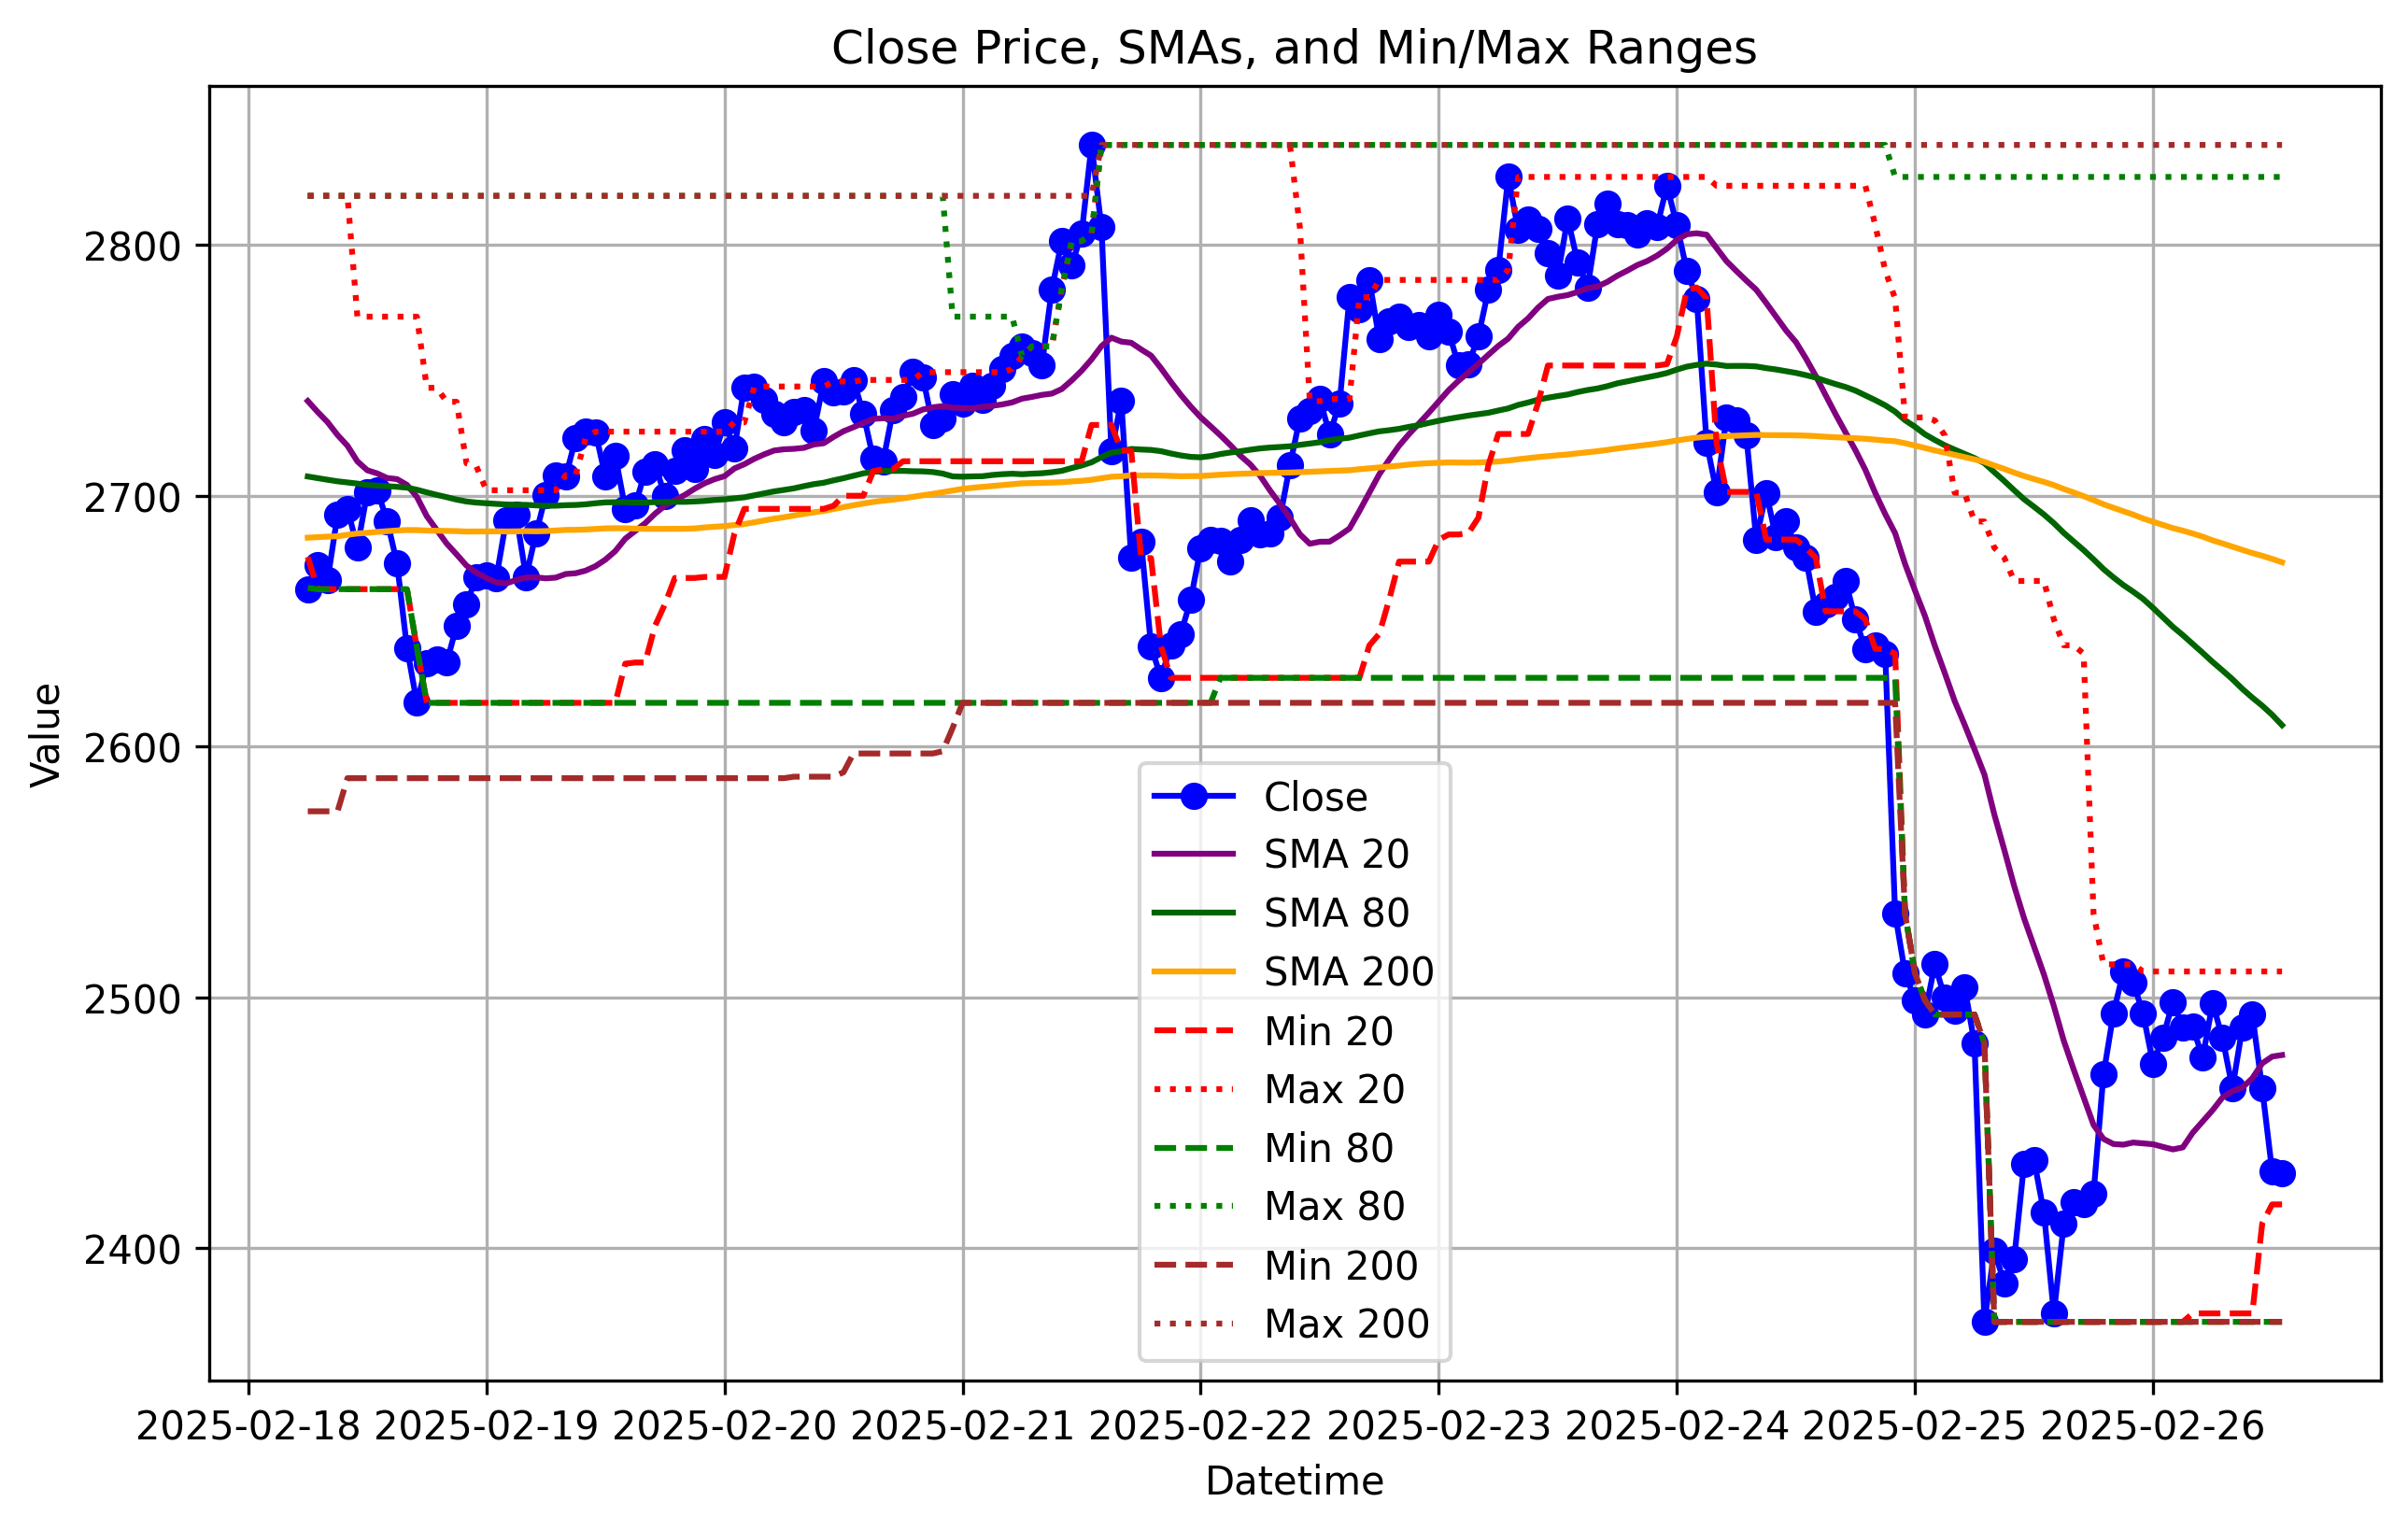 Close Price, SMAs, and Min/Max Ranges
Value
2800
2700
2600
2500
2400
Close
SMA 20
SMA 80
SMA 200
Min 20
Max 20
Min 80
Max 80
Min 200
Max 200
2025-02-18 2025-02-19 2025-02-20 2025-02-21 2025-02-22 2025-02-23 2025-02-24 2025-02-25 2025-02-26
Datetime